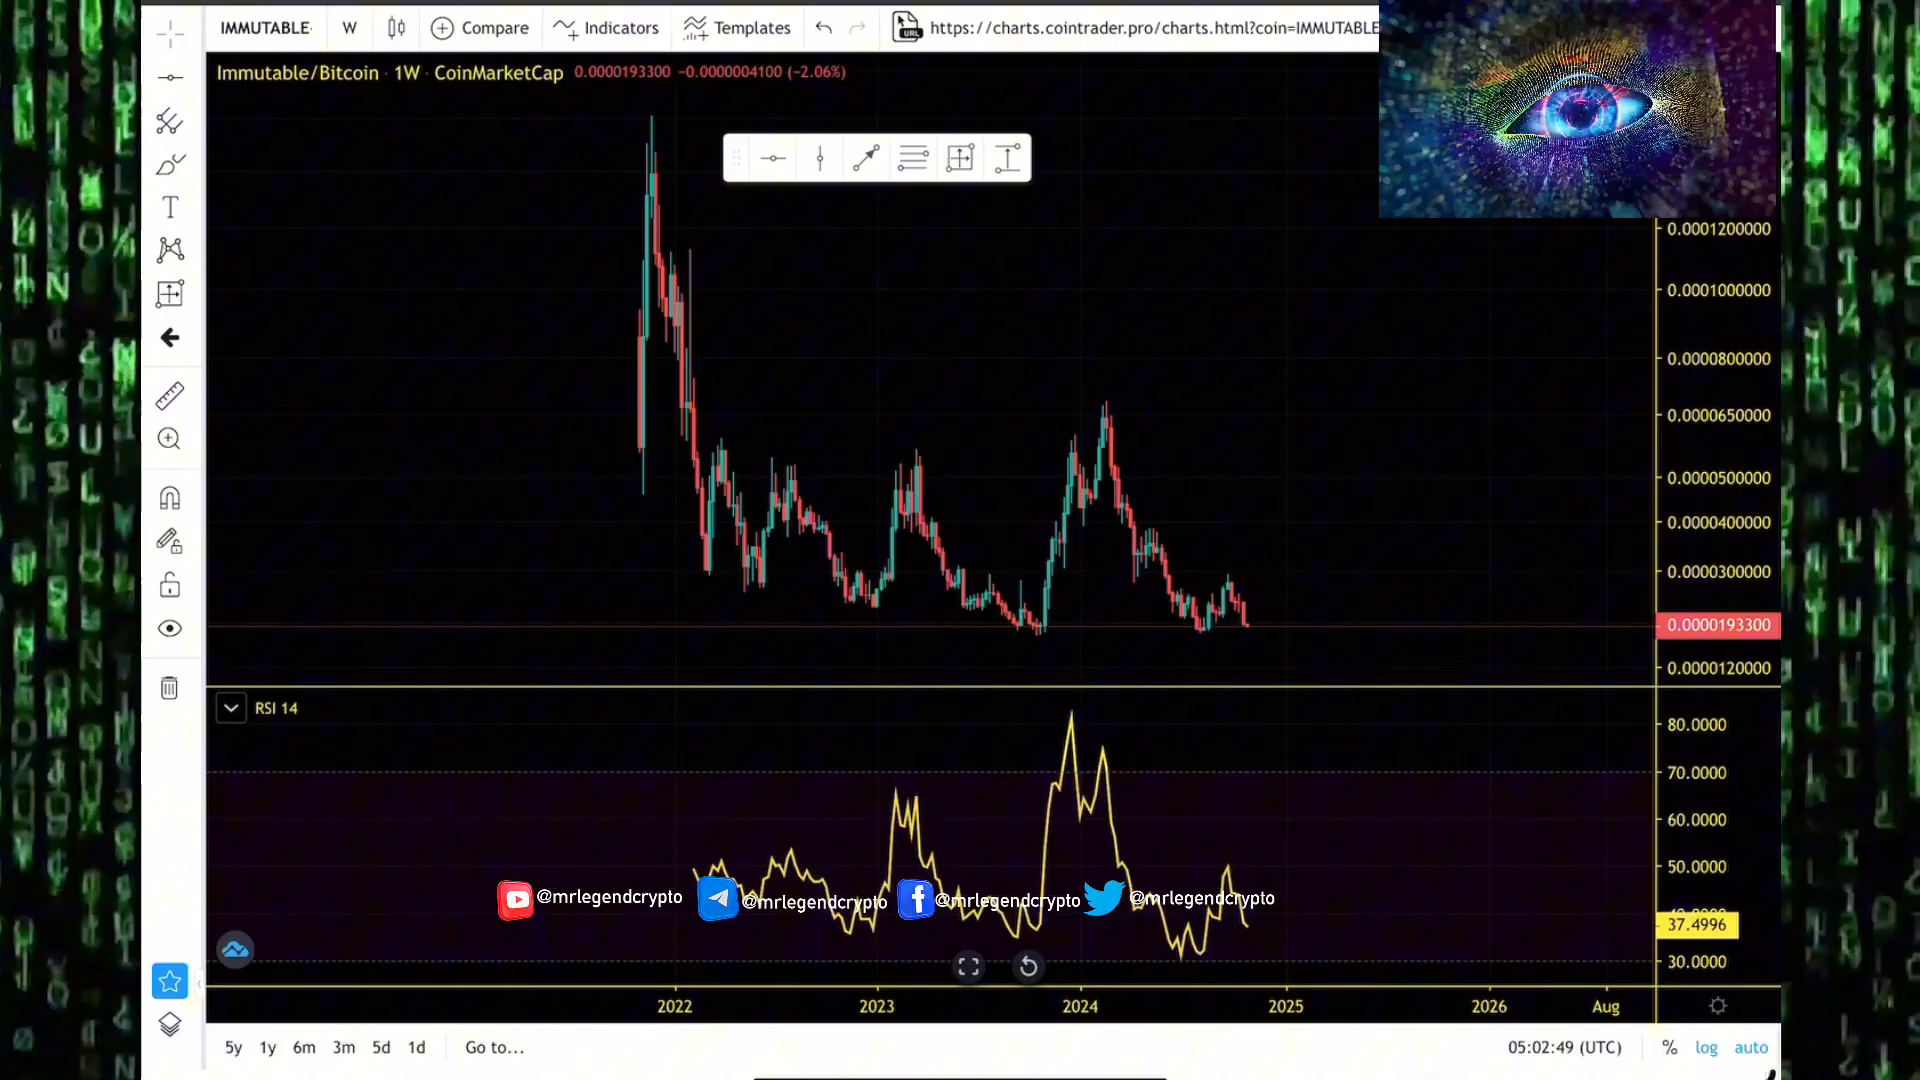 IMMUTABLE W Compare Indicators Templates https://charts.cointrader.pro/charts.html?coin=IMMUTABLE
URL
Immutable/Bitcoin · 1W · CoinMarketCap 0.0000193300 −0.0000004100 (−2.06%)
0.0001200000
0.0001000000
0.0000800000
0.0000650000
0.0000500000
0.0000400000
0.0000300000
0.0000193300
0.0000120000
RSI 14
80.0000
70.0000
60.0000
50.0000
@mrlegendcrypto @mrlegendcrypto @mrlegendcrypto @mrlegendcrypto
37.4996
30.0000
2022 2023 2024 2025 2026 Aug
5y 1y 6m 3m 5d 1d Go to... 05:02:49 (UTC) % log auto